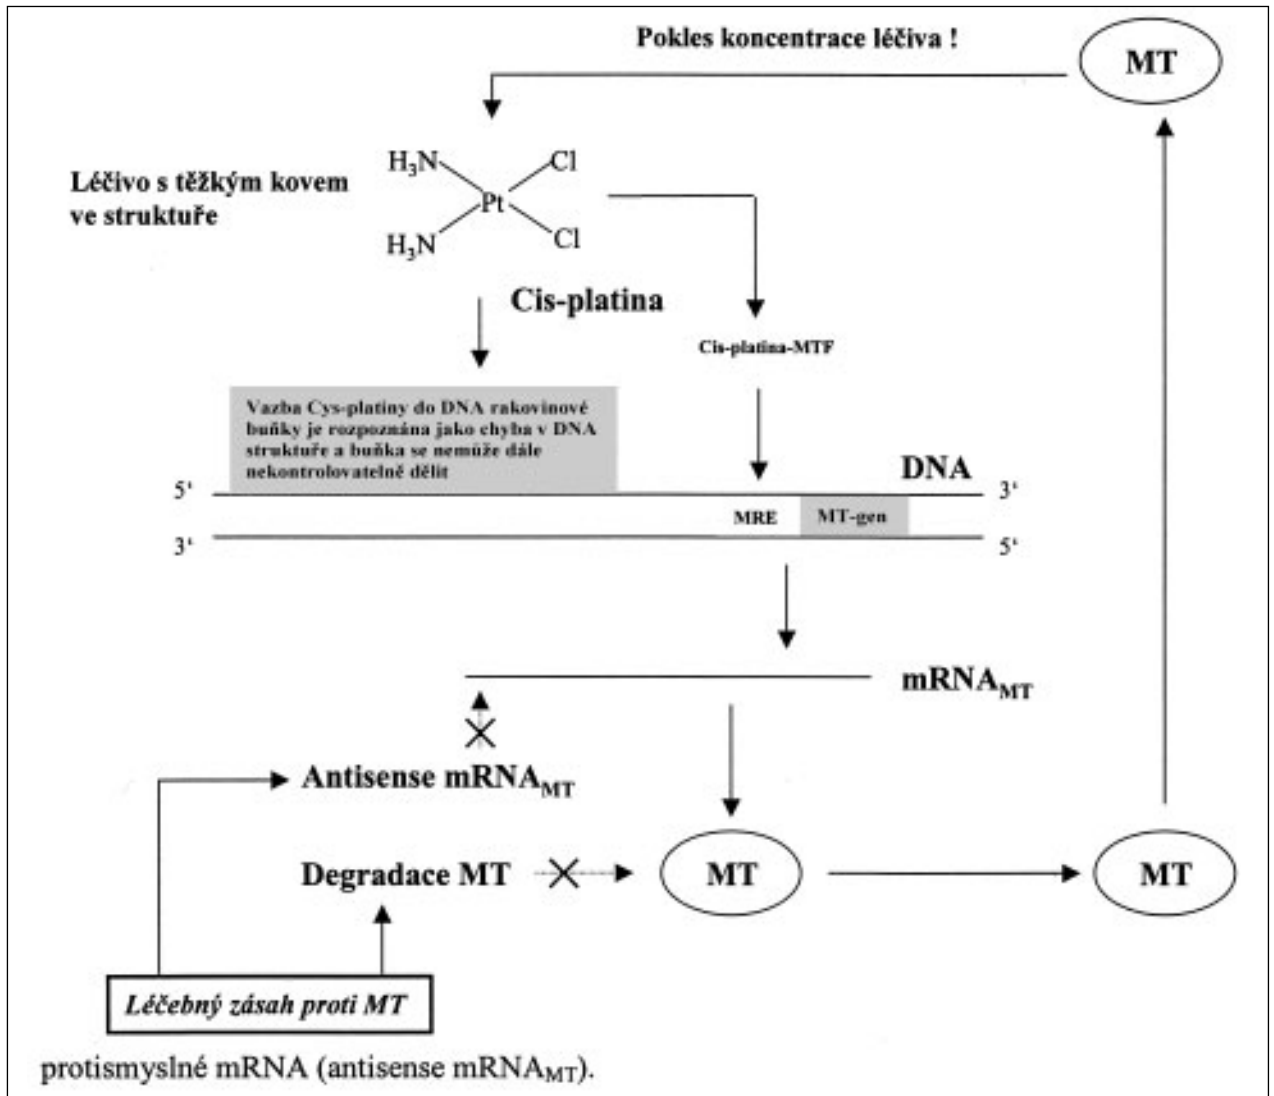 Pokles koncentrace léčiva !
MT
H₃N
Cl
Léčivo s těžkým kovem
ve struktuře
Pt
H₃N
Cl
Cis-platina
Cis-platina-MTF
Vazba Cys-platiny do DNA rakovinové
buňky je rozpoznána jako chyba v DNA
struktuře a buňka se nemůže dále
nekontrolovatelně dělit
DNA
5‘
3‘
MRE
MT-gen
3‘
5‘
mRNA_MT
Antisense mRNA_MT
Degradace MT
MT
MT
Léčebný zásah proti MT
protismyslné mRNA (antisense mRNA_MT).